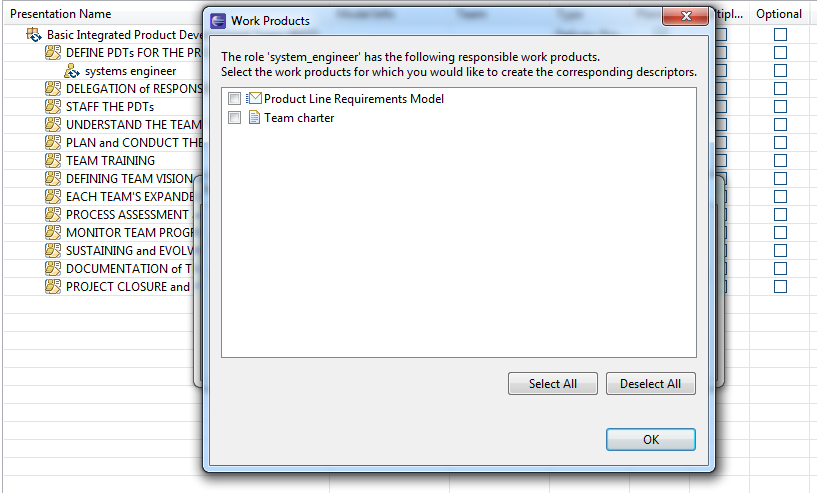 Presentation Name
Model Info
Team
Type
Optional
Basic Integrated Product Deve
DEFINE PDTs FOR THE PR
systems engineer
DELEGATION of RESPONS
STAFF THE PDTs
UNDERSTAND THE TEAM
PLAN and CONDUCT THE
TEAM TRAINING
DEFINING TEAM VISION
EACH TEAM'S EXPANDE
PROCESS ASSESSMENT
MONITOR TEAM PROGR
SUSTAINING and EVOLV
DOCUMENTATION of T
PROJECT CLOSURE and
Work Products
The role 'system_engineer' has the following responsible work products.
Select the work products for which you would like to create the corresponding descriptors.
Product Line Requirements Model
Team charter
Select All
Deselect All
OK